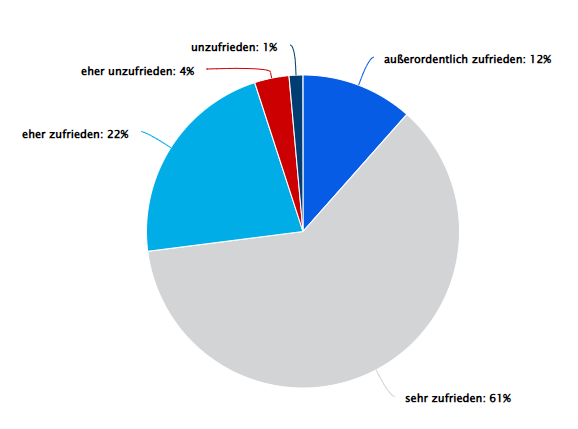 unzufrieden: 1%
außerordentlich zufrieden: 12%
eher unzufrieden: 4%
eher zufrieden: 22%
sehr zufrieden: 61%